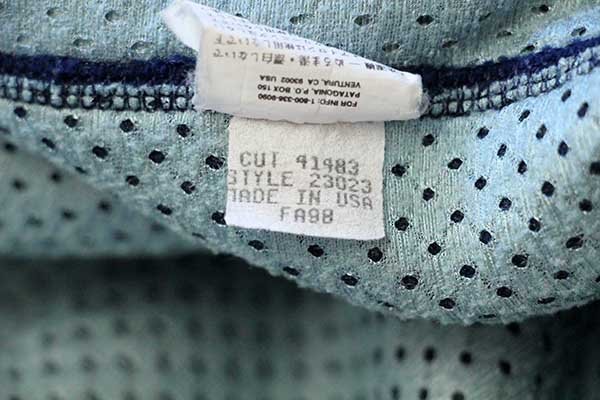 PATAGONIA, P.O. BOX 150
VENTURA, CA
93002 USA
FOR INFO: 1-800-336-9090
CUT 41483
STYLE 23023
MADE IN USA
FA98